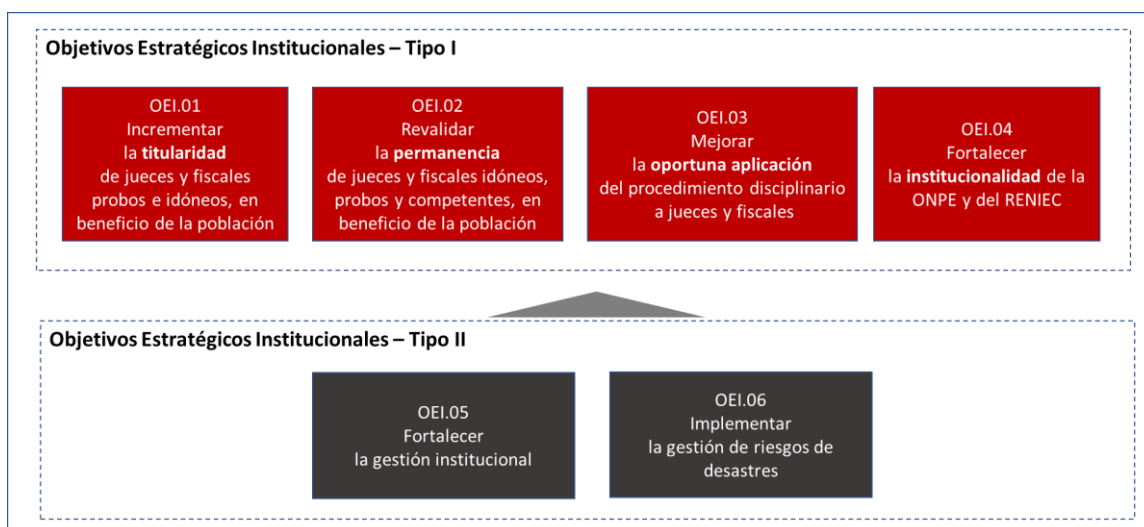 Objetivos Estratégicos Institucionales – Tipo I
OEI.01
Incrementar
la titularidad
de jueces y fiscales
probos e idóneos, en
beneficio de la población
OEI.02
Revalidar
la permanencia
de jueces y fiscales idóneos,
probos y competentes, en
beneficio de la población
OEI.03
Mejorar
la oportuna aplicación
del procedimiento disciplinario
a jueces y fiscales
OEI.04
Fortalecer
la institucionalidad de la
ONPE y del RENIEC
Objetivos Estratégicos Institucionales – Tipo II
OEI.05
Fortalecer
la gestión institucional
OEI.06
Implementar
la gestión de riesgos de
desastres